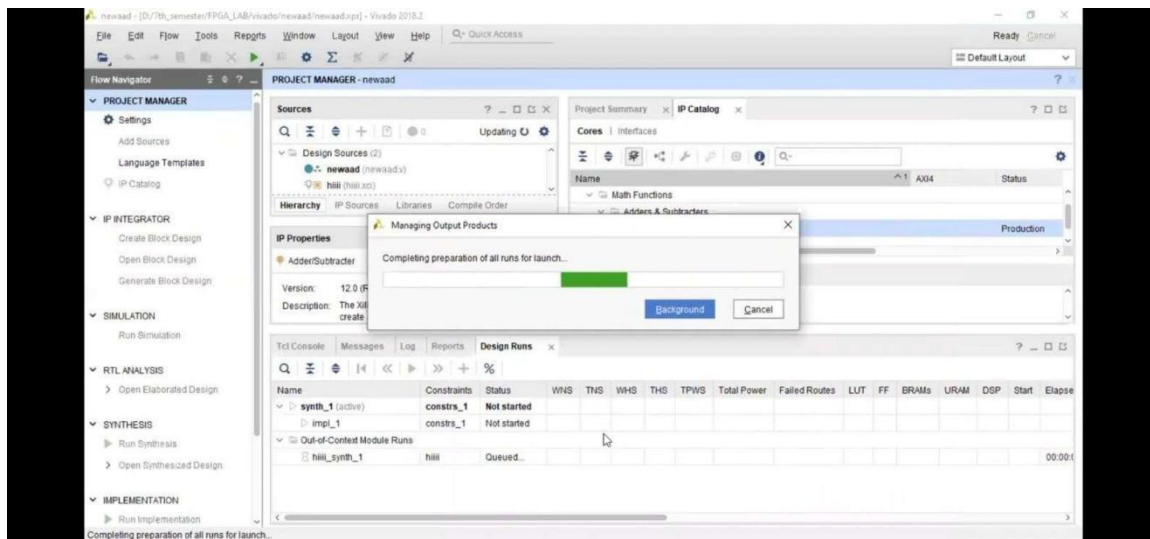 newaad - [D:/7th_semester/FPGA_LAB/vivado/newaad/newaad.xpr] - Vivado 2018.2
File Edit Flow Tools Reports Window Layout View Help Q- Quick Access
Ready Cancel
Default Layout
Flow Navigator
PROJECT MANAGER - newaad
PROJECT MANAGER
Settings
Add Sources
Language Templates
IP Catalog
IP INTEGRATOR
Create Block Design
Open Block Design
Generate Block Design
SIMULATION
Run Simulation
RTL ANALYSIS
Open Elaborated Design
SYNTHESIS
Run Synthesis
Open Synthesized Design
IMPLEMENTATION
Run Implementation
Sources
0 Updating
Design Sources (2)
newaad (newaad.v)
hiiii (hiiii.xci)
Hierarchy IP Sources Libraries Compile Order
IP Properties
Adder/Subtracter
Version: 12.0 (R
Description: The Xil
create
Project Summary IP Catalog
Cores | Interfaces
Name 1 AXI4 Status
Math Functions
Adders & Subtracters
Production
Managing Output Products
Completing preparation of all runs for launch...
Background Cancel
Tcl Console Messages Log Reports Design Runs
Name Constraints Status WNS TNS WHS THS TPWS Total Power Failed Routes LUT FF BRAMs URAM DSP Start Elapse
synth_1 (active) constrs_1 Not started
impl_1 constrs_1 Not started
Out-of-Context Module Runs
hiiii_synth_1 hiiii Queued... 00:00:0
Completing preparation of all runs for launch...